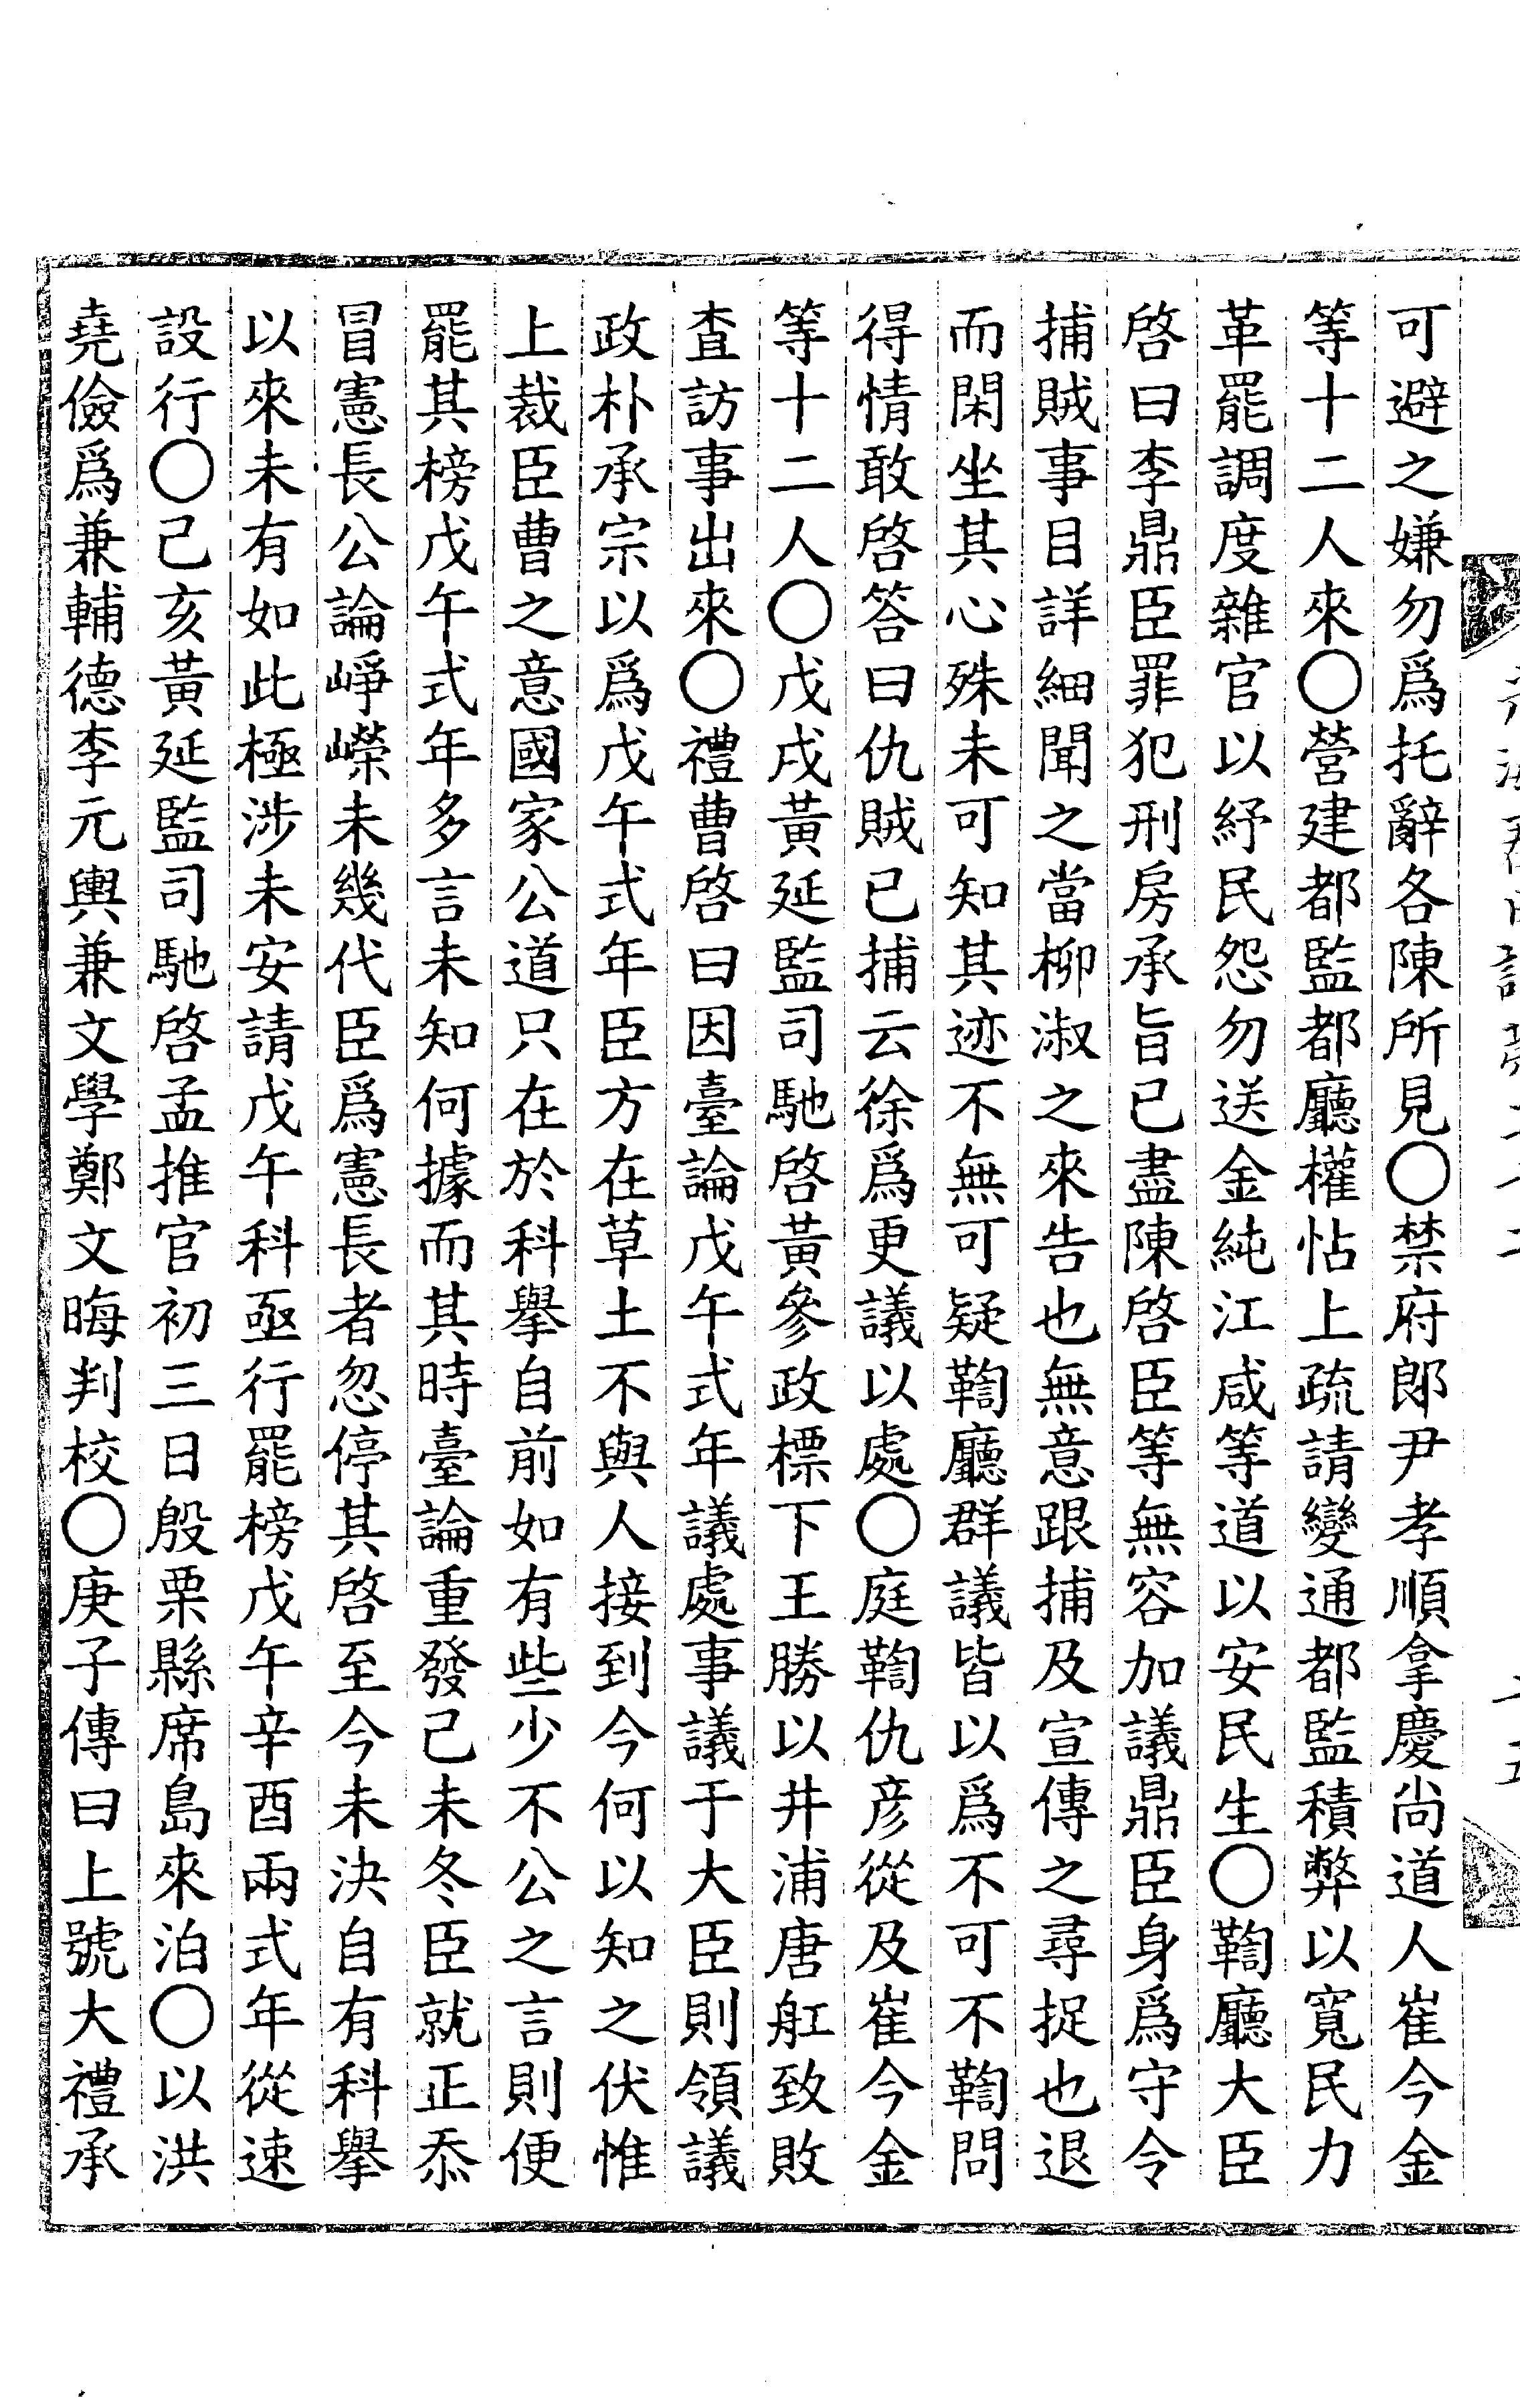 可避之嫌勿爲托辭各陳所見〇禁府郎尹孝順拿慶尙道人崔今金
等十二人來〇營建都監都廳權怗上疏請變通都監積弊以寬民力
革罷調度雜官以紓民怨勿送金純江咸等道以安民生〇鞫廳大臣
啓曰李鼎臣罪犯刑房承旨已盡陳啓臣等無容加議鼎臣身爲守令
捕賊事目詳細聞之當柳淑之來告也無意跟捕及宣傳之尋捉也退
而閑坐其心殊未可知其迹不無可疑鞫廳群議皆以爲不可不鞫問
得情敢啓答曰仇賊已捕云徐爲更議以處〇庭鞫仇彦從及崔今金
等十二人〇戊戌黃延監司馳啓黃參政標下王勝以井浦唐舡致敗
査訪事出來〇禮曹啓曰因臺論戊午式年議處事議于大臣則領議
政朴承宗以爲戊午式年臣方在草土不與人接到今何以知之伏惟
上裁臣曹之意國家公道只在於科擧自前如有些少不公之言則便
罷其榜戊午式年多言未知何據而其時臺論重發己未冬臣就正忝
冒憲長公論崢嶸未幾代臣爲憲長者忽停其啓至今未決自有科擧
以來未有如此極涉未安請戊午科亟行罷榜戊午辛酉兩式年從速
設行〇己亥黃延監司馳啓孟推官初三日殷栗縣席島來泊〇以洪
堯儉爲兼輔德李元輿兼文學鄭文晦判校〇庚子傳曰上號大禮承